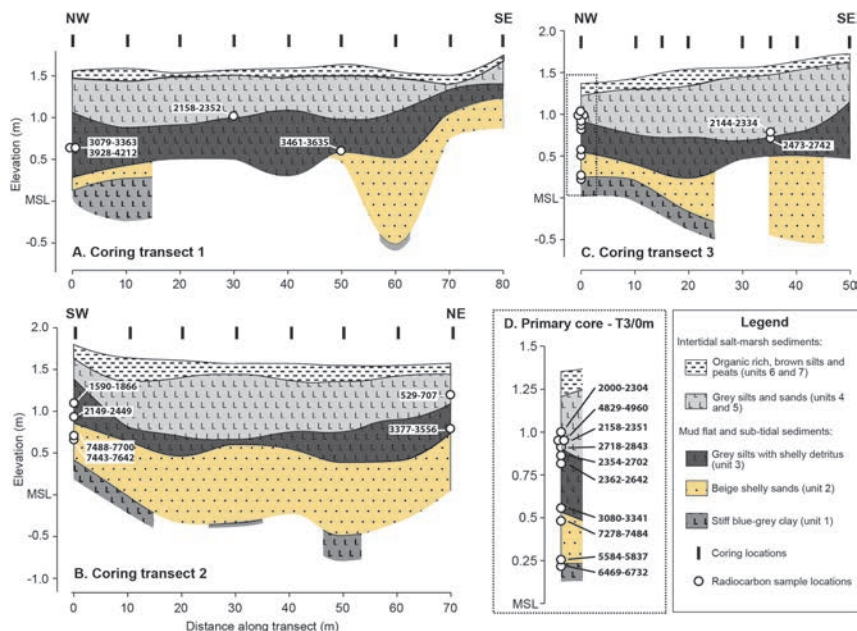 NW
SE
1.5
1.0
0.5
MSL
-0.5
Elevation (m)
2158-2352
3079-3363
3928-4212
3461-3635
A. Coring transect 1
0
10
20
30
40
50
60
70
80
NW
SE
2.0
1.5
1.0
0.5
MSL
-0.5
Elevation (m)
2144-2334
2473-2742
C. Coring transect 3
0
10
20
30
40
50
SW
NE
2.0
1.5
1.0
0.5
MSL
-0.5
-1.0
Elevation (m)
1590-1866
2149-2449
7488-7700
7443-7642
529-707
3377-3556
B. Coring transect 2
0
10
20
30
40
50
60
70
Distance along transect (m)
D. Primary core - T3/0m
1.5
1.25
1.0
0.75
0.5
0.25
MSL
2000-2304
4829-4960
2158-2351
2718-2843
2354-2702
2362-2642
3080-3341
7278-7484
5584-5837
6469-6732
Legend
Intertidal salt-marsh sediments:
Organic rich, brown silts and
peats (units 6 and 7)
Grey silts and sands (units 4
and 5)
Mud flat and sub-tidal sediments:
Grey silts with shelly detritus
(unit 3)
Beige shelly sands (unit 2)
Stiff blue-grey clay (unit 1)
Coring locations
Radiocarbon sample locations